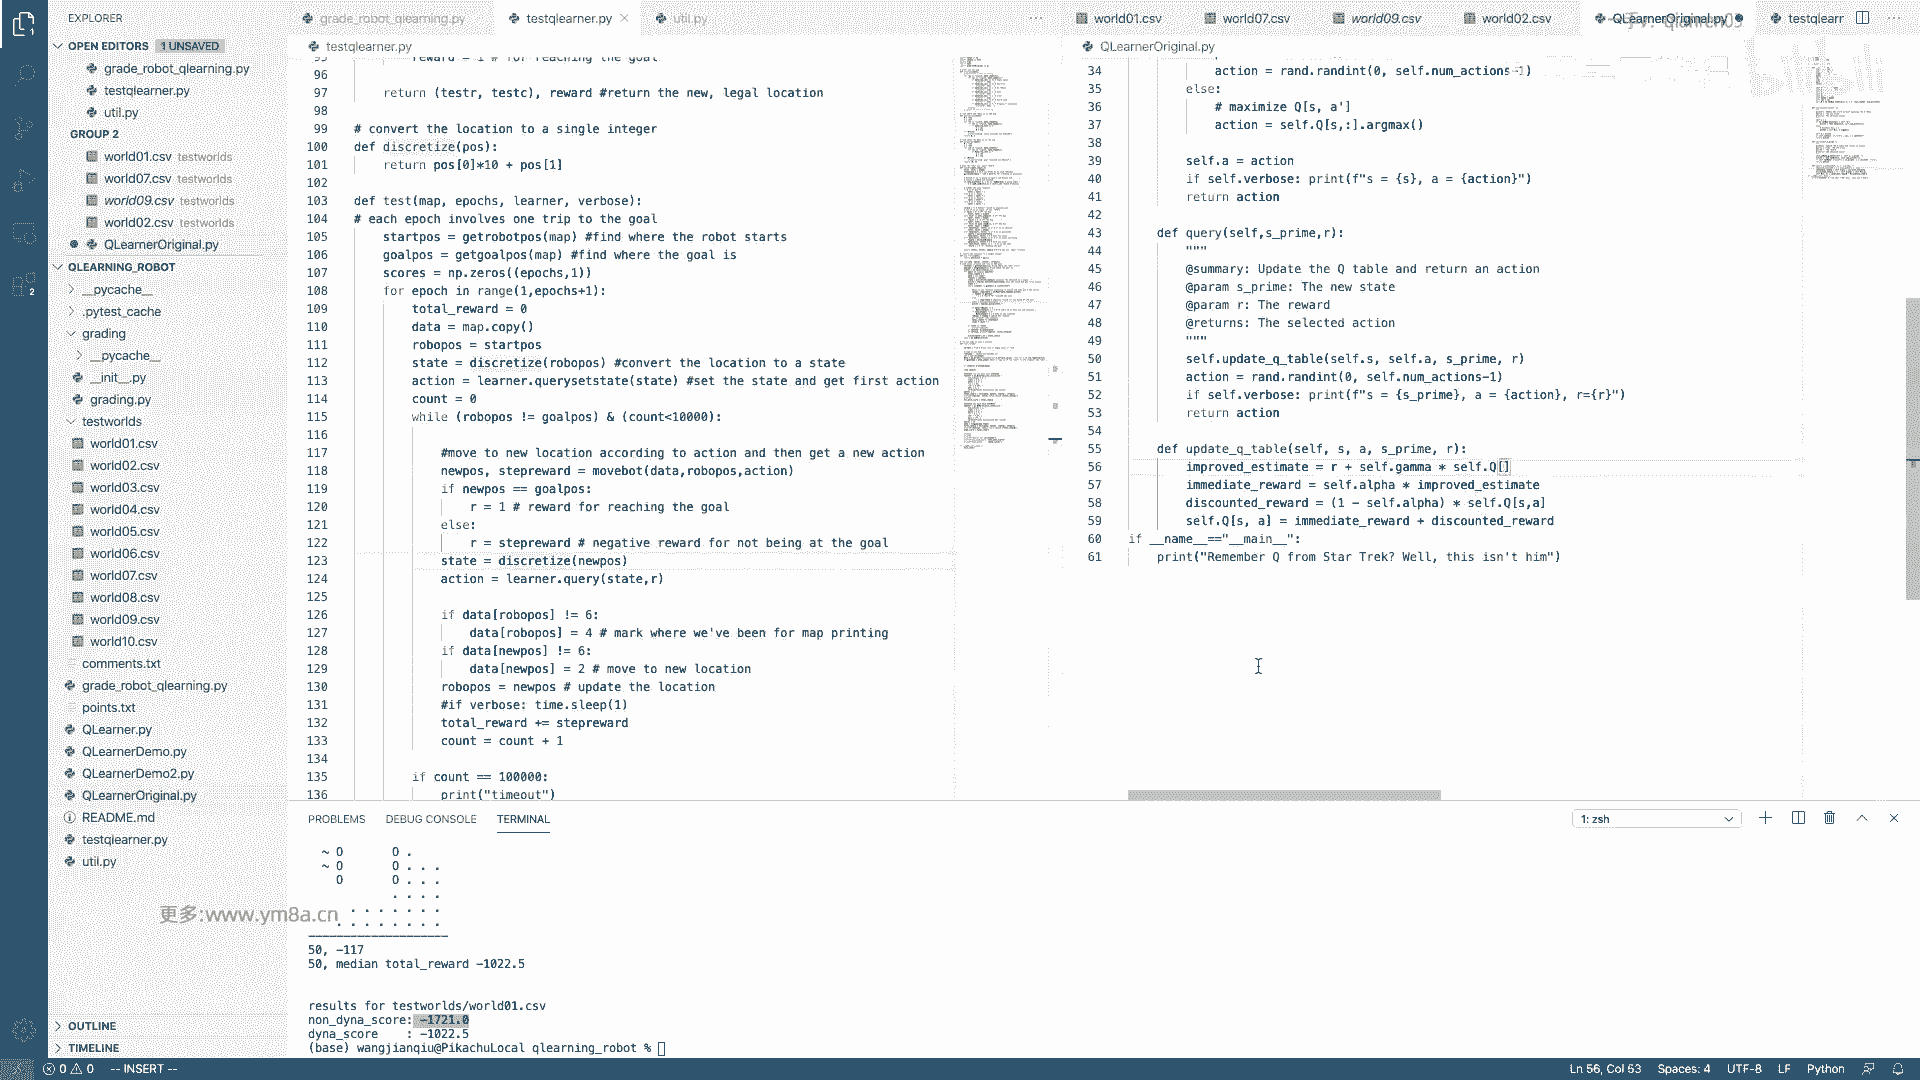 EXPLORER
OPEN EDITORS 1 UNSAVED
grade_robot_qlearning.py
testqlearner.py
util.py
GROUP 2
world01.csv testworlds
world07.csv testworlds
world09.csv testworlds
world02.csv testworlds
QLearnerOriginal.py
QLEARNING_ROBOT
__pycache__
.pytest_cache
grading
__pycache__
__init__.py
grading.py
testworlds
world01.csv
world02.csv
world03.csv
world04.csv
world05.csv
world06.csv
world07.csv
world08.csv
world09.csv
world10.csv
comments.txt
grade_robot_qlearning.py
points.txt
QLearner.py
QLearnerDemo.py
QLearnerDemo2.py
QLearnerOriginal.py
README.md
testqlearner.py
util.py
OUTLINE
TIMELINE
2
grade_robot_qlearning.py testqlearner.py util.py
testqlearner.py
95 reward = 1 # for reaching the goal
96
97 return (testr, testc), reward #return the new, legal location
98
99 # convert the location to a single integer
100 def discretize(pos):
101 return pos[0]*10 + pos[1]
102
103 def test(map, epochs, learner, verbose):
104 # each epoch involves one trip to the goal
105 startpos = getrobotpos(map) #find where the robot starts
106 goalpos = getgoalpos(map) #find where the goal is
107 scores = np.zeros((epochs,1))
108 for epoch in range(1,epochs+1):
109 total_reward = 0
110 data = map.copy()
111 robopos = startpos
112 state = discretize(robopos) #convert the location to a state
113 action = learner.querysetstate(state) #set the state and get first action
114 count = 0
115 while (robopos != goalpos) & (count<10000):
116
117 #move to new location according to action and then get a new action
118 newpos, stepreward = movebot(data,robopos,action)
119 if newpos == goalpos:
120 r = 1 # reward for reaching the goal
121 else:
122 r = stepreward # negative reward for not being at the goal
123 state = discretize(newpos)
124 action = learner.query(state,r)
125
126 if data[robopos] != 6:
127 data[robopos] = 4 # mark where we've been for map printing
128 if data[newpos] != 6:
129 data[newpos] = 2 # move to new location
130 robopos = newpos # update the location
131 #if verbose: time.sleep(1)
132 total_reward += stepreward
133 count = count + 1
134
135 if count == 100000:
136 print("timeout")
world01.csv world07.csv world09.csv world02.csv QLearnerOriginal.py testqlearr
QLearnerOriginal.py
34 action = rand.randint(0, self.num_actions-1)
35 else:
36 # maximize Q[s, a']
37 action = self.Q[s,:].argmax()
38
39 self.a = action
40 if self.verbose: print(f"s = {s}, a = {action}")
41 return action
42
43 def query(self,s_prime,r):
44 """
45 @summary: Update the Q table and return an action
46 @param s_prime: The new state
47 @param r: The reward
48 @returns: The selected action
49 """
50 self.update_q_table(self.s, self.a, s_prime, r)
51 action = rand.randint(0, self.num_actions-1)
52 if self.verbose: print(f"s = {s_prime}, a = {action}, r={r}")
53 return action
54
55 def update_q_table(self, s, a, s_prime, r):
56 improved_estimate = r + self.gamma * self.Q[]
57 immediate_reward = self.alpha * improved_estimate
58 discounted_reward = (1 - self.alpha) * self.Q[s,a]
59 self.Q[s, a] = immediate_reward + discounted_reward
60 if __name__=="__main__":
61 print("Remember Q from Star Trek? Well, this isn't him")
bilibili
PROBLEMS DEBUG CONSOLE TERMINAL
1: zsh
~ O O .
~ O O . . .
O O . . .
. . . .
. . . . . .
. . . . . . .
--------------------
50, -117
50, median total_reward -1022.5
results for testworlds/world01.csv
non_dyna_score: -1721.0
dyna_score : -1022.5
(base) wangjianqiu@PikachuLocal qlearning_robot %
更多:www.ym8a.cn
0 0 -- INSERT --
Ln 56, Col 53 Spaces: 4 UTF-8 LF Python